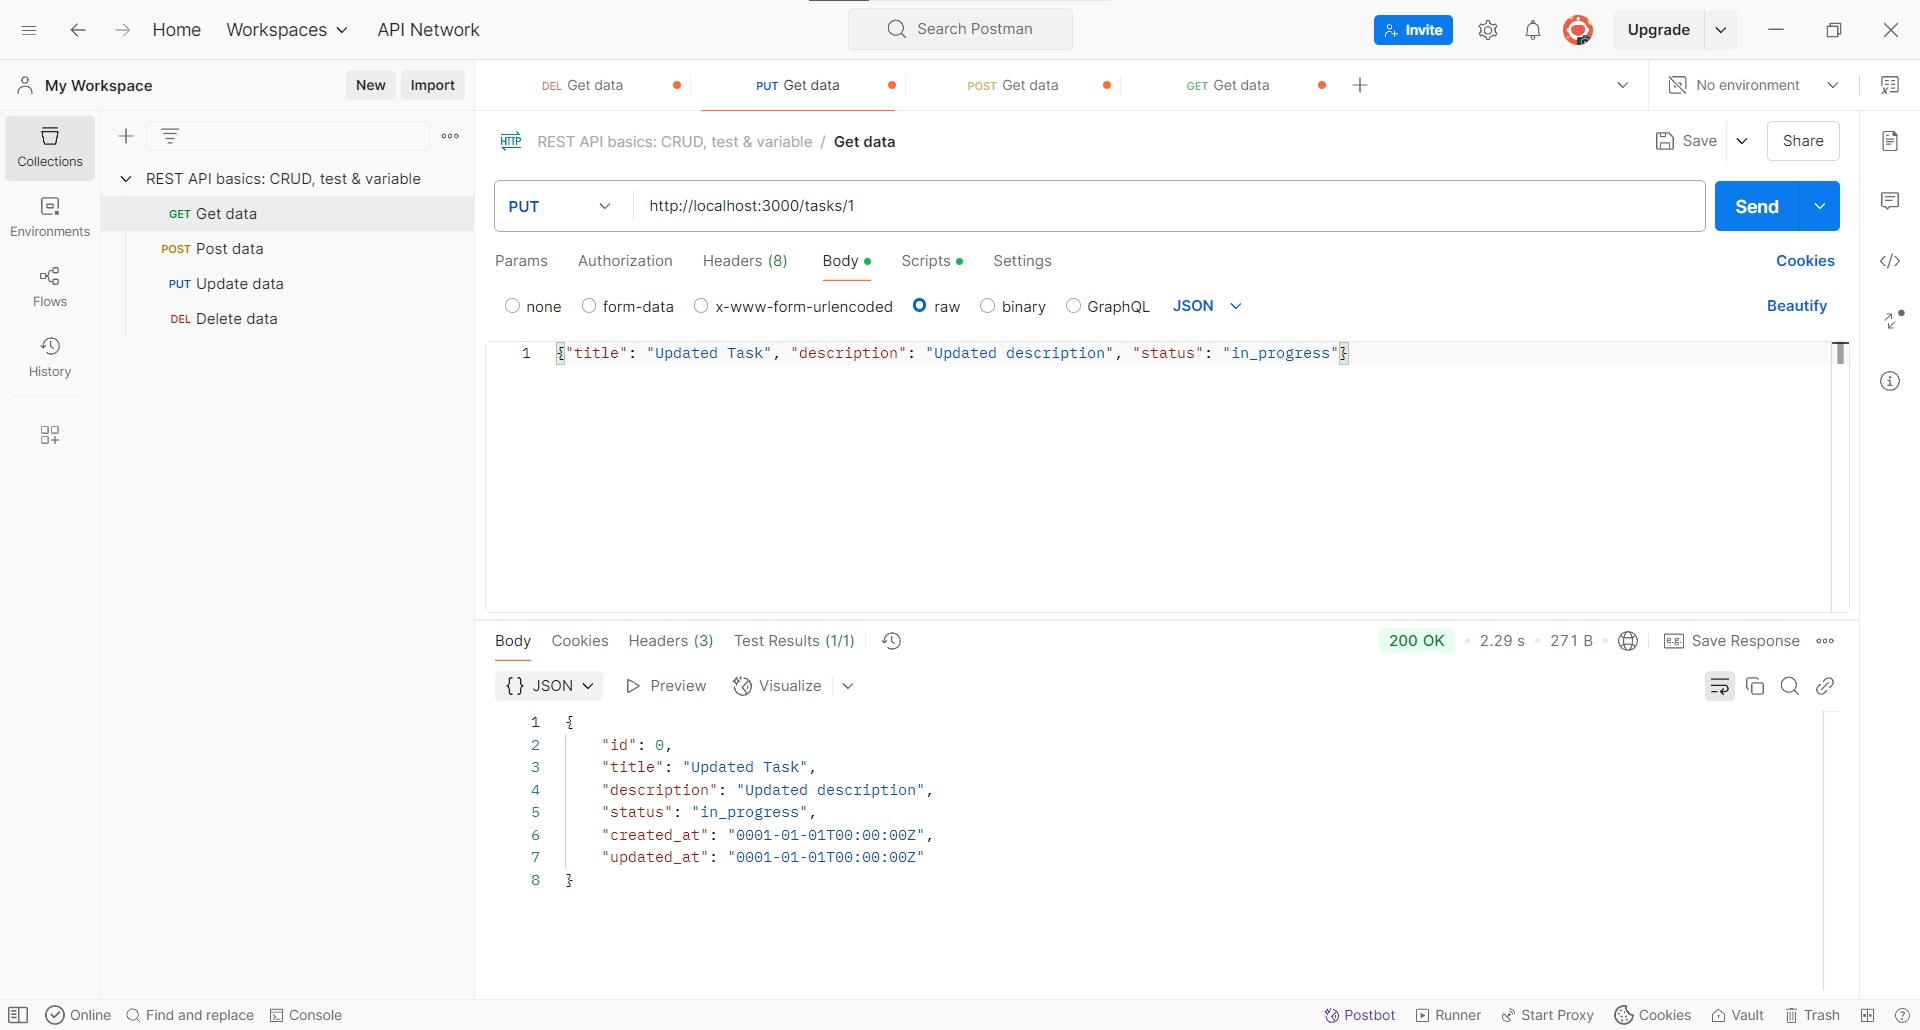 Home Workspaces API Network Search Postman Invite Upgrade
My Workspace New Import DEL Get data PUT Get data POST Get data GET Get data No environment
Collections
Environments
Flows
History
REST API basics: CRUD, test & variable
GET Get data
POST Post data
PUT Update data
DEL Delete data
HTTP REST API basics: CRUD, test & variable / Get data Save Share
PUT http://localhost:3000/tasks/1 Send
Params Authorization Headers (8) Body Scripts Settings Cookies
none form-data x-www-form-urlencoded raw binary GraphQL JSON Beautify
1 {"title": "Updated Task", "description": "Updated description", "status": "in_progress"}
Body Cookies Headers (3) Test Results (1/1) 200 OK 2.29 s 271 B e.g. Save Response
{} JSON Preview Visualize
1 {
2 "id": 0,
3 "title": "Updated Task",
4 "description": "Updated description",
5 "status": "in_progress",
6 "created_at": "0001-01-01T00:00:00Z",
7 "updated_at": "0001-01-01T00:00:00Z"
8 }
Online Find and replace Console Postbot Runner Start Proxy Cookies Vault Trash